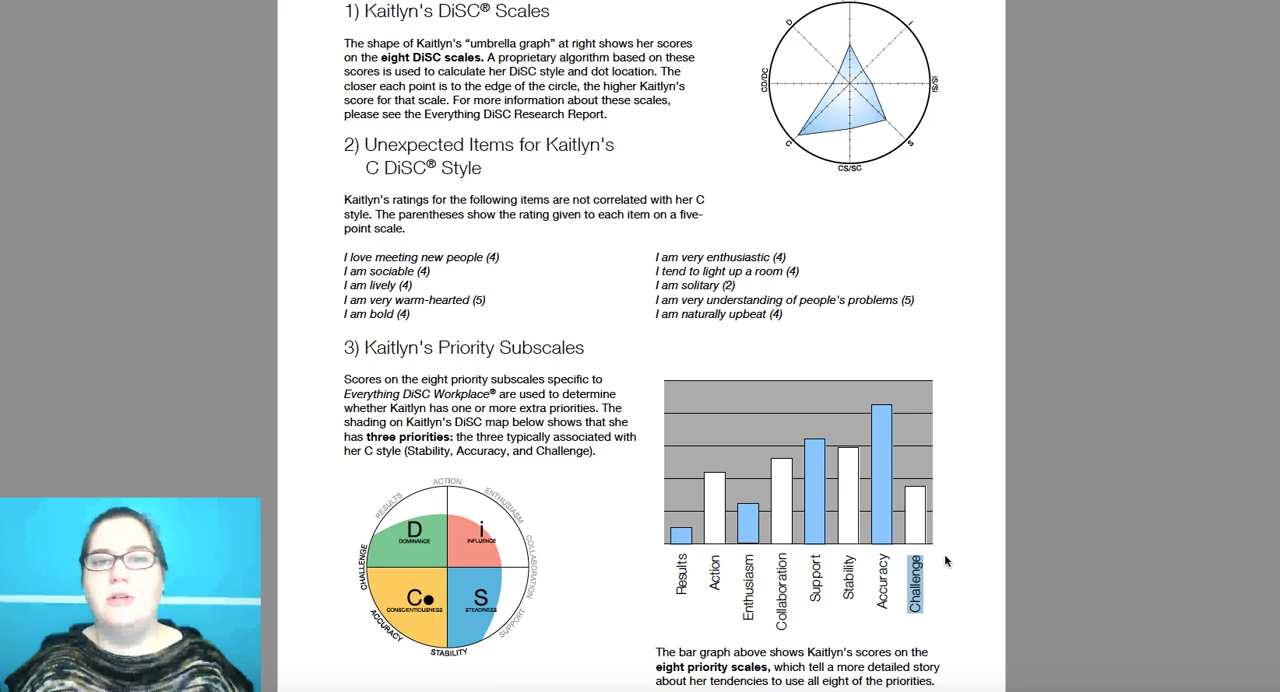 1) Kaitlyn's DiSC® Scales
The shape of Kaitlyn's “umbrella graph” at right shows her scores
on the eight DiSC scales. A proprietary algorithm based on these
scores is used to calculate her DiSC style and dot location. The
closer each point is to the edge of the circle, the higher Kaitlyn's
score for that scale. For more information about these scales,
please see the Everything DiSC Research Report.
D
i
CD/DC
iS/Si
C
S
CS/SC
2) Unexpected Items for Kaitlyn's
C DiSC® Style
Kaitlyn's ratings for the following items are not correlated with her C
style. The parentheses show the rating given to each item on a five-
point scale.
I love meeting new people (4)
I am sociable (4)
I am lively (4)
I am very warm-hearted (5)
I am bold (4)
I am very enthusiastic (4)
I tend to light up a room (4)
I am solitary (2)
I am very understanding of people's problems (5)
I am naturally upbeat (4)
3) Kaitlyn's Priority Subscales
Scores on the eight priority subscales specific to
Everything DiSC Workplace® are used to determine
whether Kaitlyn has one or more extra priorities. The
shading on Kaitlyn's DiSC map below shows that she
has three priorities: the three typically associated with
her C style (Stability, Accuracy, and Challenge).
ACTION
RESULTS
ENTHUSIASM
CHALLENGE
COLLABORATION
ACCURACY
SUPPORT
STABILITY
D
DOMINANCE
i
INFLUENCE
C
CONSCIENTIOUSNESS
S
STEADINESS
Results
Action
Enthusiasm
Collaboration
Support
Stability
Accuracy
Challenge
The bar graph above shows Kaitlyn's scores on the
eight priority scales, which tell a more detailed story
about her tendencies to use all eight of the priorities.